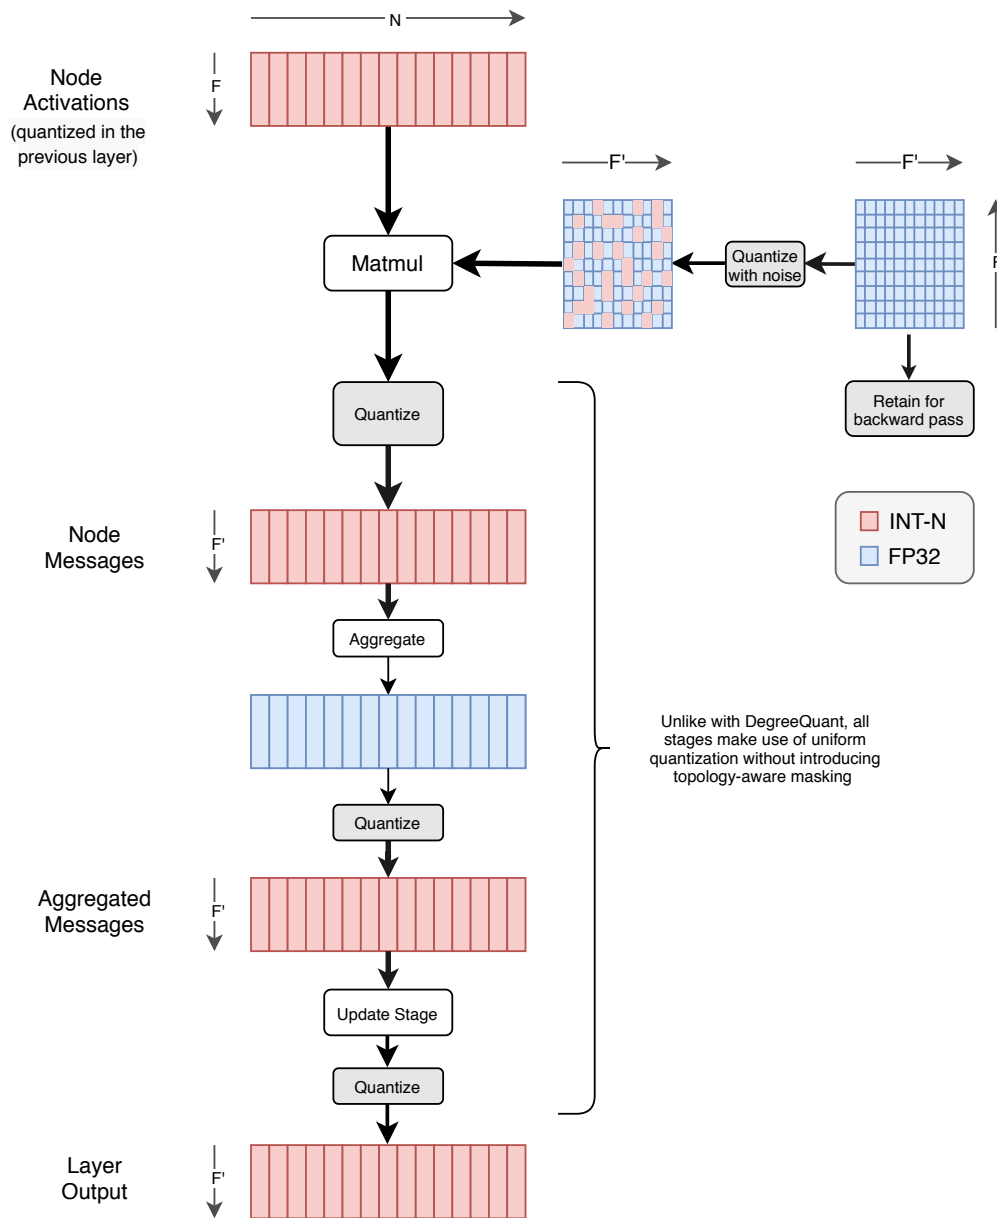 N
Node
Activations
(quantized in the
previous layer)
F
F'
F'
Matmul
Quantize
with noise
F
Quantize
Retain for
backward pass
INT-N
FP32
Node
Messages
F'
Aggregate
Unlike with DegreeQuant, all
stages make use of uniform
quantization without introducing
topology-aware masking
Quantize
Aggregated
Messages
F'
Update Stage
Quantize
Layer
Output
F'